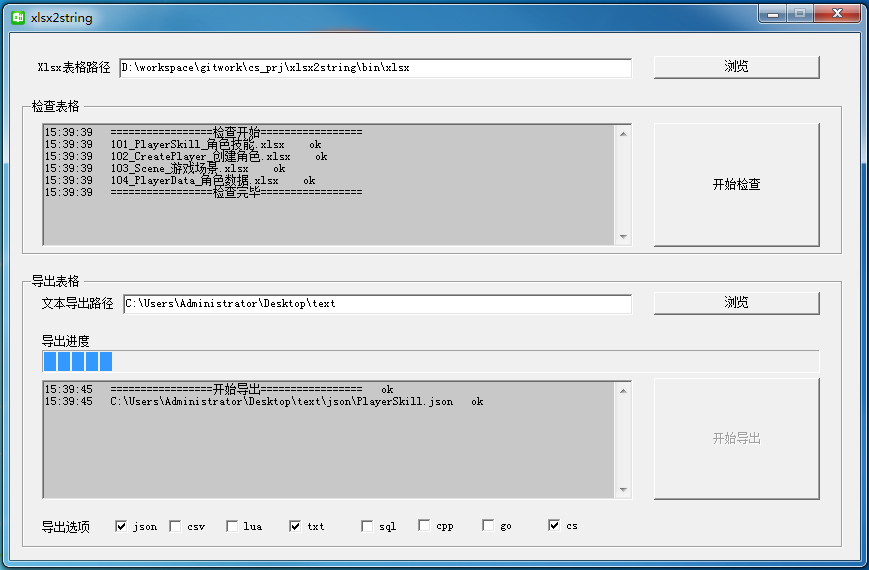 xlsx2string
Xlsx表格路径 D:\workspace\gitwork\cs_prj\xlsx2string\bin\xlsx 浏览
检查表格
15:39:39 =================检查开始=================
15:39:39 101_PlayerSkill_角色技能.xlsx ok
15:39:39 102_CreatePlayer_创建角色.xlsx ok
15:39:39 103_Scene_游戏场景.xlsx ok
15:39:39 104_PlayerData_角色数据.xlsx ok
15:39:39 =================检查完毕=================
开始检查
导出表格
文本导出路径 C:\Users\Administrator\Desktop\text 浏览
导出进度
15:39:45 =================开始导出================= ok
15:39:45 C:\Users\Administrator\Desktop\text\json\PlayerSkill.json ok
开始导出
导出选项 json csv lua txt sql cpp go cs